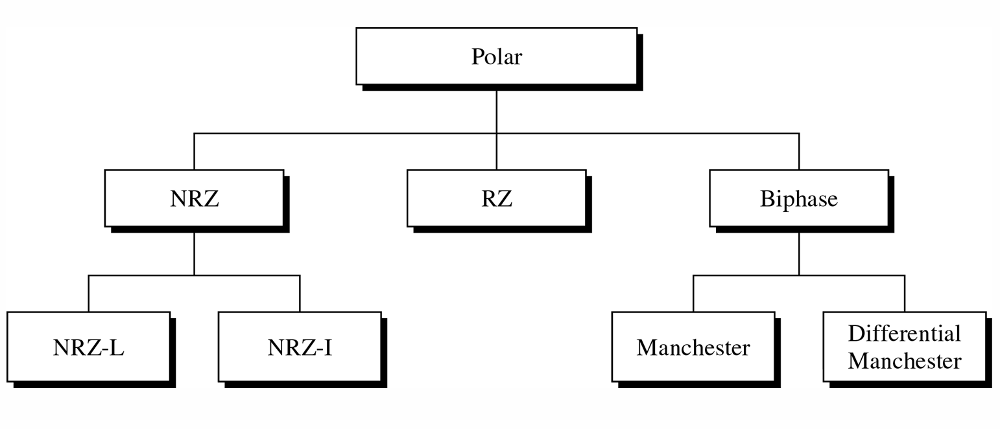 Polar
NRZ
RZ
Biphase
NRZ-L
NRZ-I
Manchester
Differential
Manchester